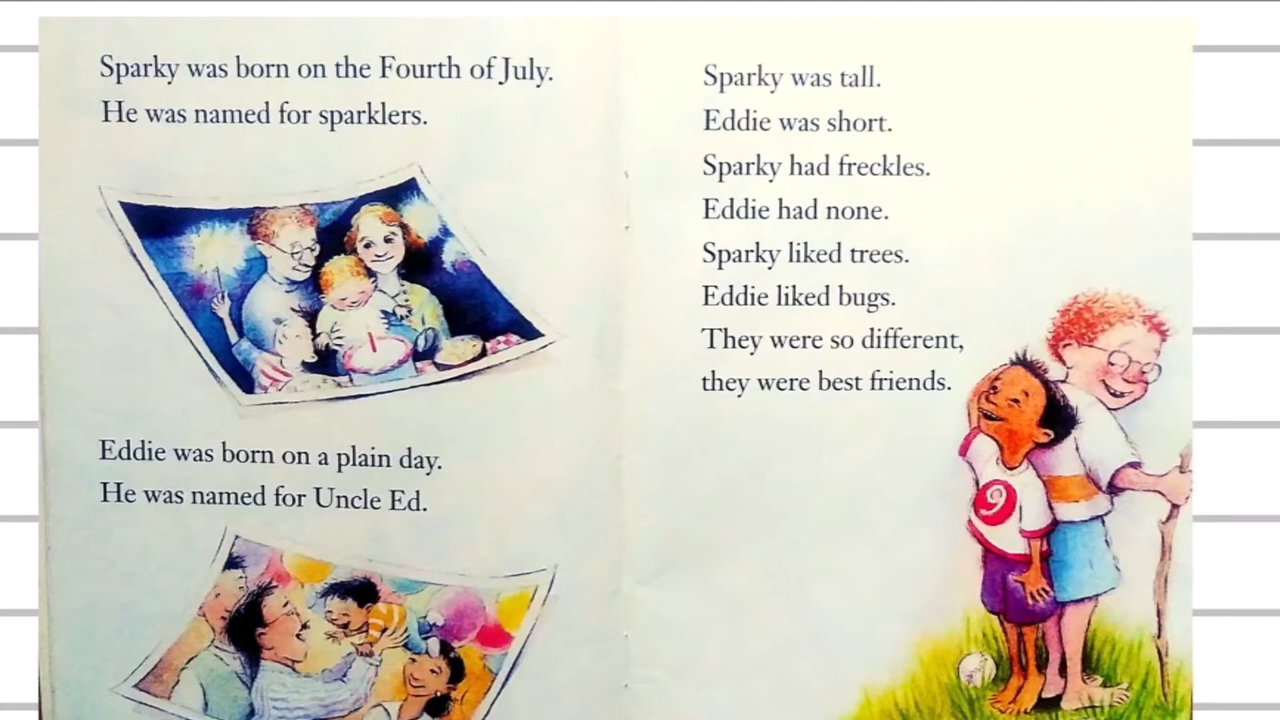 Sparky was born on the Fourth of July.
He was named for sparklers.
Eddie was born on a plain day.
He was named for Uncle Ed.
Sparky was tall.
Eddie was short.
Sparky had freckles.
Eddie had none.
Sparky liked trees.
Eddie liked bugs.
They were so different,
they were best friends.
9